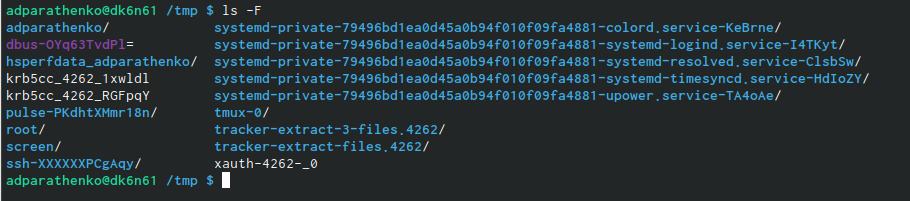 adparathenko@dk6n61 /tmp $ ls -F
adparathenko/ systemd-private-79496bd1ea0d45a0b94f010f09fa4881-colord.service-KeBrne/
dbus-OYq63TvdPl= systemd-private-79496bd1ea0d45a0b94f010f09fa4881-systemd-logind.service-I4TKyt/
hsperfdata_adparathenko/ systemd-private-79496bd1ea0d45a0b94f010f09fa4881-systemd-resolved.service-ClsbSw/
krb5cc_4262_1xwldl systemd-private-79496bd1ea0d45a0b94f010f09fa4881-systemd-timesyncd.service-HdIoZY/
krb5cc_4262_RGFpqY systemd-private-79496bd1ea0d45a0b94f010f09fa4881-upower.service-TA4oAe/
pulse-PKdhtXMmr18n/ tmux-0/
root/ tracker-extract-3-files.4262/
screen/ tracker-extract-files.4262/
ssh-XXXXXXPCgAqy/ xauth-4262-_0
adparathenko@dk6n61 /tmp $